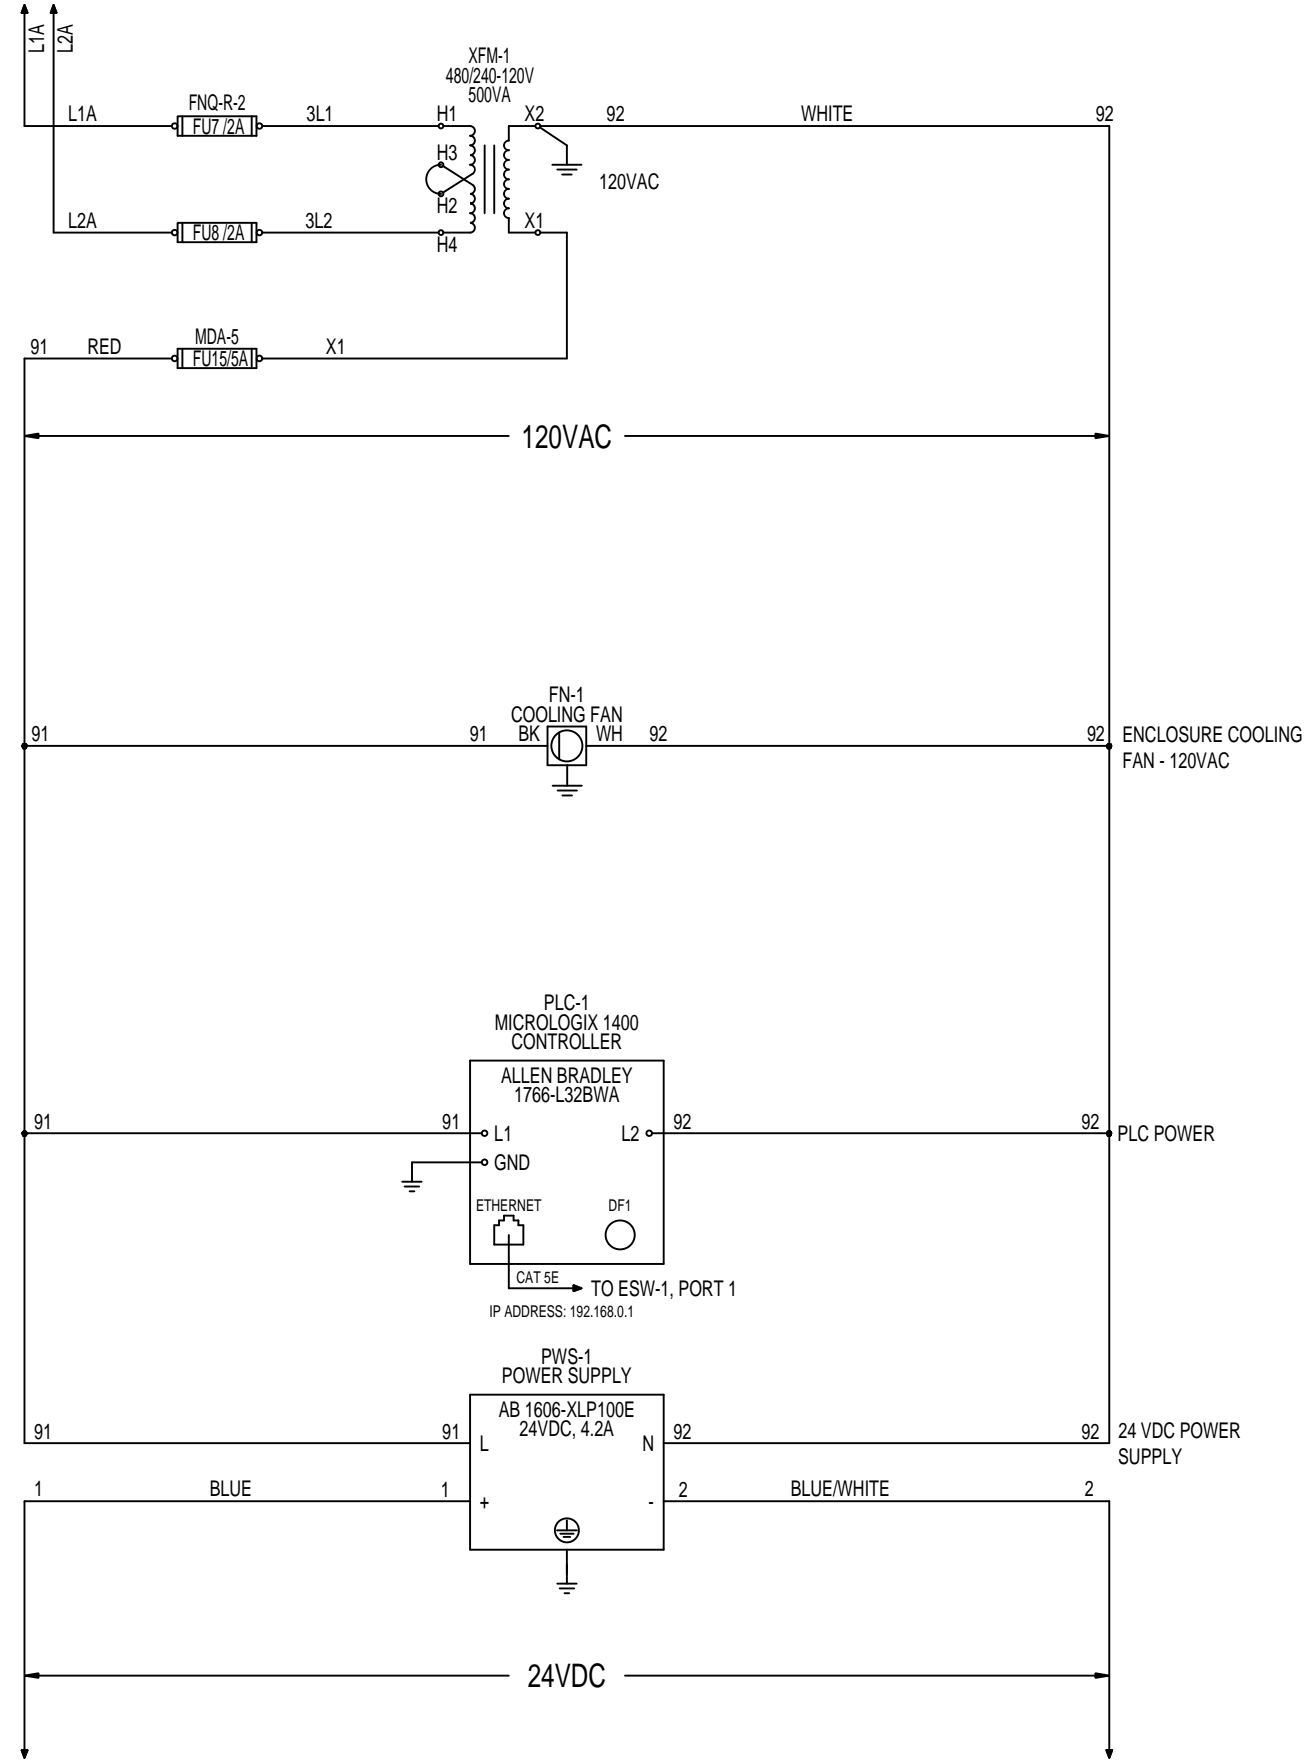 L1A
L2A
XFM-1
480/240-120V
500VA
FNQ-R-2
L1A
FU7 /2A
3L1
H1
X2
92
WHITE
92
H3
120VAC
H2
L2A
FU8 /2A
3L2
X1
H4
MDA-5
91
RED
FU15/5A
X1
120VAC
FN-1
COOLING FAN
91
91
BK
WH
92
92
ENCLOSURE COOLING
FAN - 120VAC
PLC-1
MICROLOGIX 1400
CONTROLLER
ALLEN BRADLEY
1766-L32BWA
91
91
L1
L2
92
92
PLC POWER
GND
ETHERNET
DF1
CAT 5E
TO ESW-1, PORT 1
IP ADDRESS: 192.168.0.1
PWS-1
POWER SUPPLY
AB 1606-XLP100E
24VDC, 4.2A
91
91
L
N
92
92
24 VDC POWER
SUPPLY
1
BLUE
1
+
-
2
BLUE/WHITE
2
24VDC